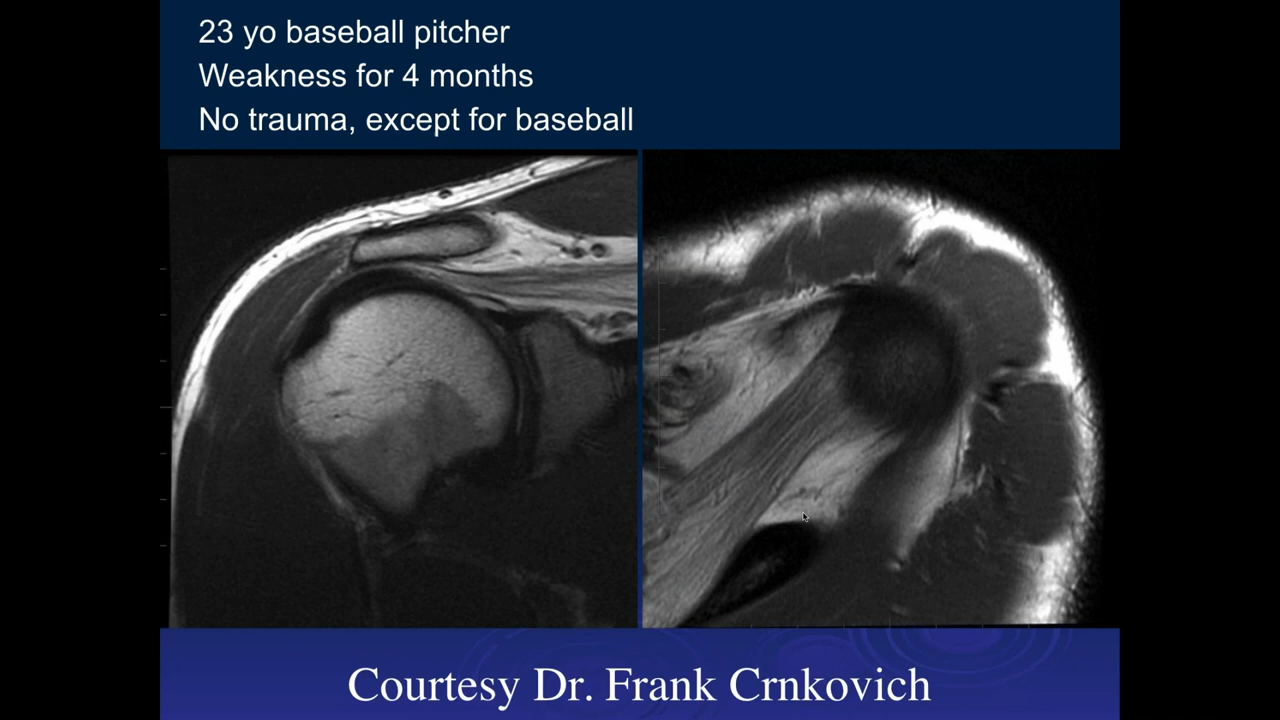 23 yo baseball pitcher
Weakness for 4 months
No trauma, except for baseball
Courtesy Dr. Frank Crnkovich